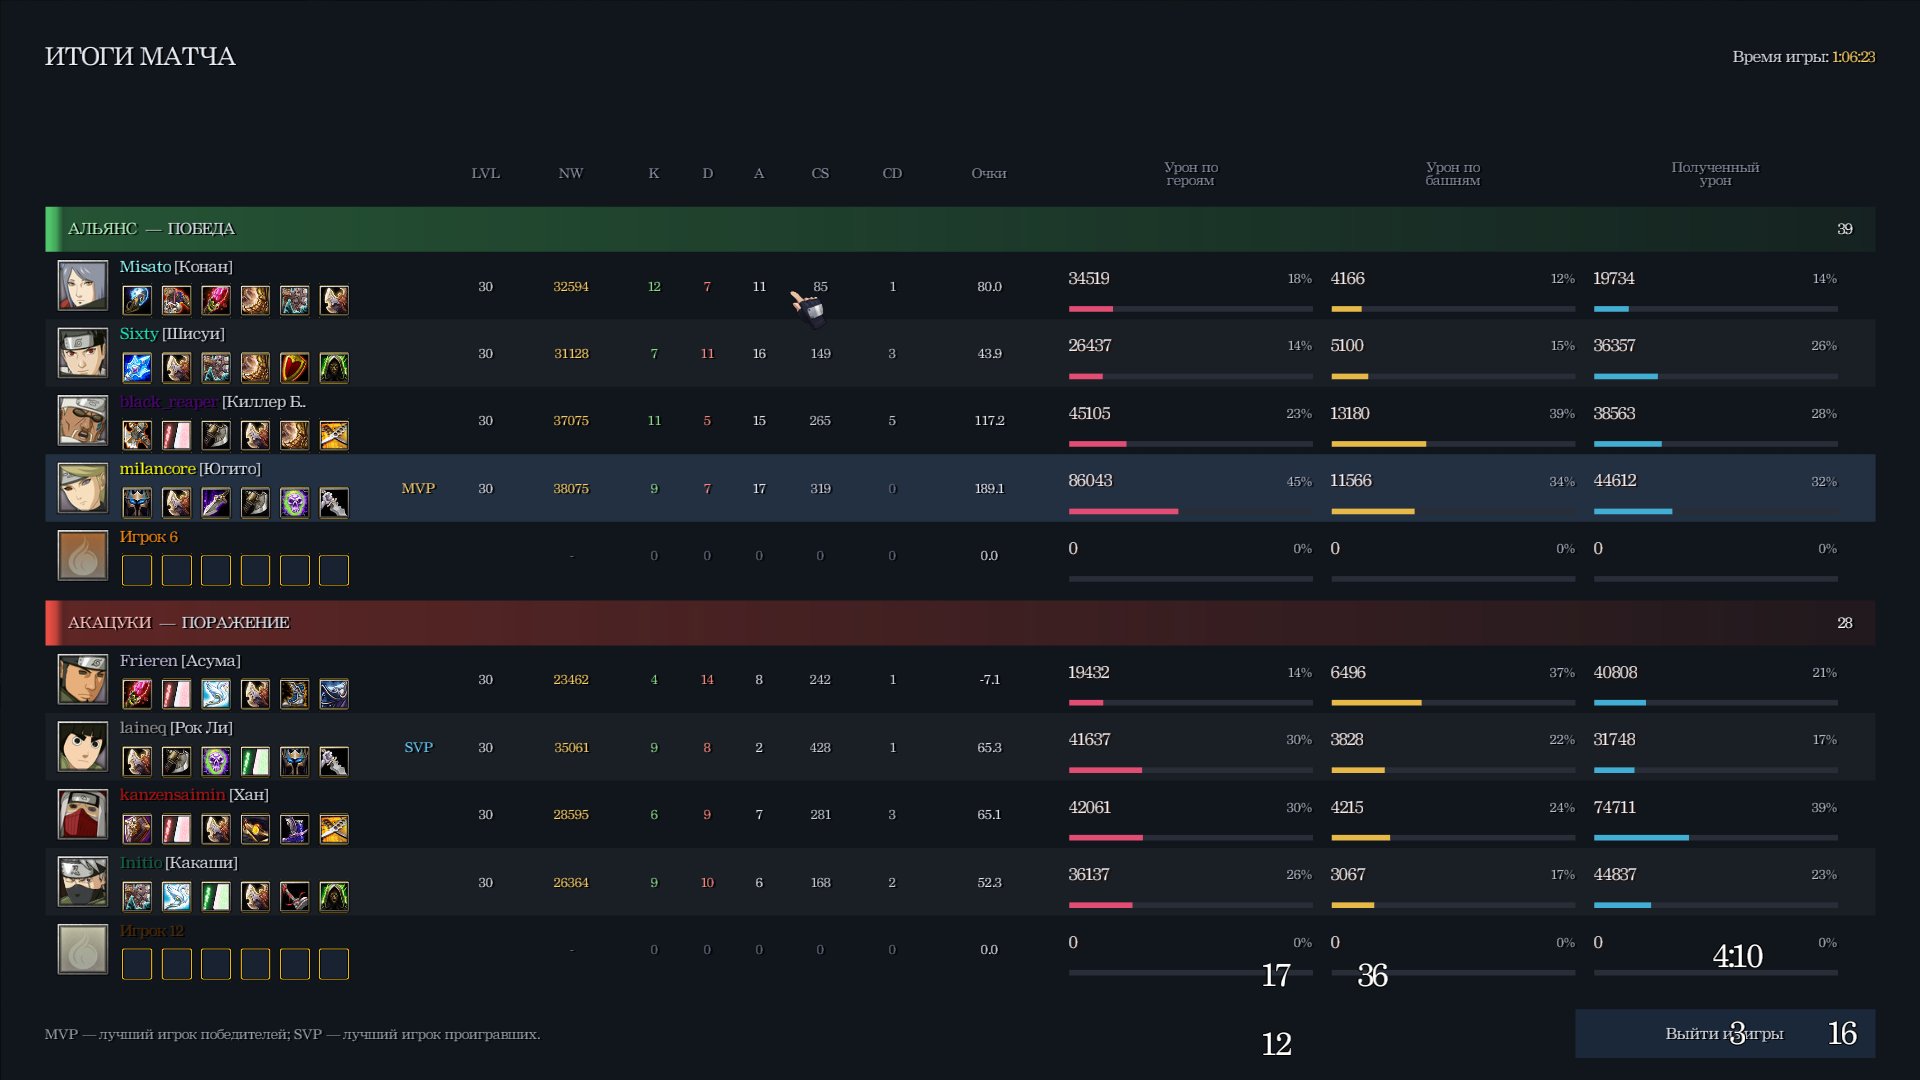 ИТОГИ МАТЧА
Время игры: 1:06:23
LVL NW K D A CS CD Очки Урон по героям Урон по башням Полученный урон
АЛЬЯНС — ПОБЕДА 39
Misato [Конан]
30 32594 12 7 11 85 1 80.0 34519 18% 4166 12% 19734 14%
Sixty [Шисуи]
30 31128 7 11 16 149 3 43.9 26437 14% 5100 15% 36357 26%
black_reaper [Киллер Б..
30 37075 11 5 15 265 5 117.2 45105 23% 13180 39% 38563 28%
milancore [Югито]
MVP 30 38075 9 7 17 319 0 189.1 86043 45% 11566 34% 44612 32%
Игрок 6
- 0 0 0 0 0 0.0 0 0% 0 0% 0 0%
АКАЦУКИ — ПОРАЖЕНИЕ 28
Frieren [Асума]
30 23462 4 14 8 242 1 -7.1 19432 14% 6496 37% 40808 21%
laineq [Рок Ли]
SVP 30 35061 9 8 2 428 1 65.3 41637 30% 3828 22% 31748 17%
kanzensaimin [Хан]
30 28595 6 9 7 281 3 65.1 42061 30% 4215 24% 74711 39%
Initio [Какаши]
30 26364 9 10 6 168 2 52.3 36137 26% 3067 17% 44837 23%
Игрок 12
- 0 0 0 0 0 0.0 0 0% 0 0% 0 0%
17 36 4:10
MVP — лучший игрок победителей; SVP — лучший игрок проигравших.
Выйти из игры
12 3 16